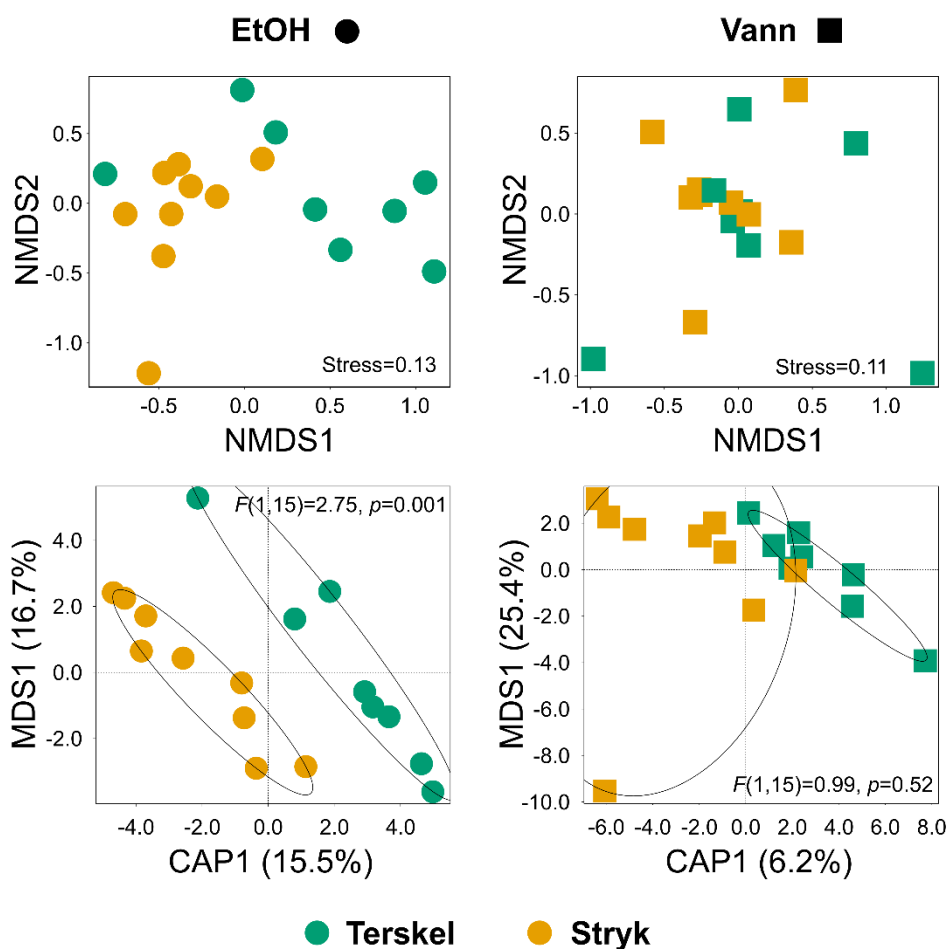 EtOH
Vann
NMDS2
0.5
0.0
-0.5
-1.0
Stress=0.13
-0.5
0.0
0.5
1.0
NMDS1
NMDS2
0.5
0.0
-0.5
-1.0
Stress=0.11
-1.0
-0.5
0.0
0.5
1.0
NMDS1
MDS1 (16.7%)
4.0
2.0
0.0
-2.0
F(1,15)=2.75, p=0.001
-4.0
-2.0
0.0
2.0
4.0
CAP1 (15.5%)
MDS1 (25.4%)
2.0
0.0
-2.0
-4.0
-6.0
-8.0
-10.0
F(1,15)=0.99, p=0.52
-6.0
-4.0
-2.0
0.0
2.0
4.0
6.0
8.0
CAP1 (6.2%)
Terskel
Stryk